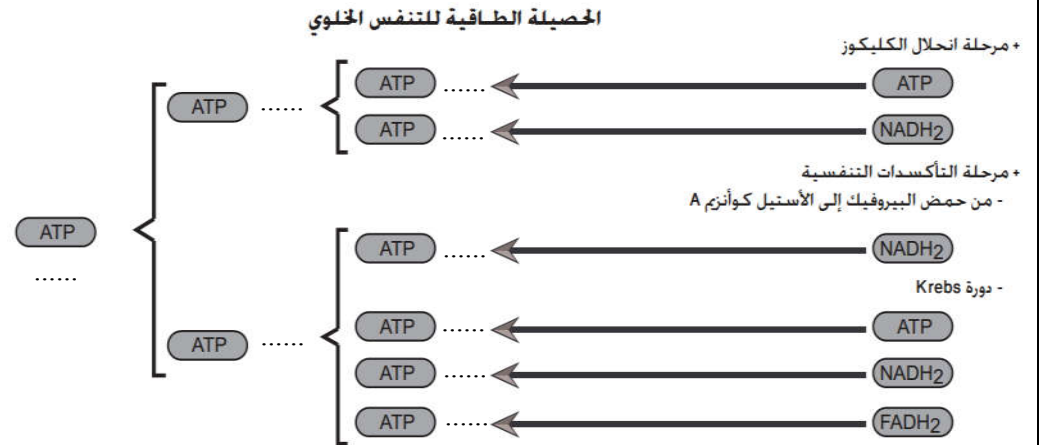 الحصيلة الطاقية للتنفس الخلوي
+ مرحلة انحلال الكليكوز
ATP ...... ATP ...... ATP
NADH2 ...... ATP
+ مرحلة التأكسدات التنفسية
- من حمض البيروفيك إلى الأستيل كوأنزيم A
ATP
NADH2 ...... ATP
......
- دورة Krebs
ATP ...... ATP ...... ATP
NADH2 ...... ATP
FADH2 ...... ATP